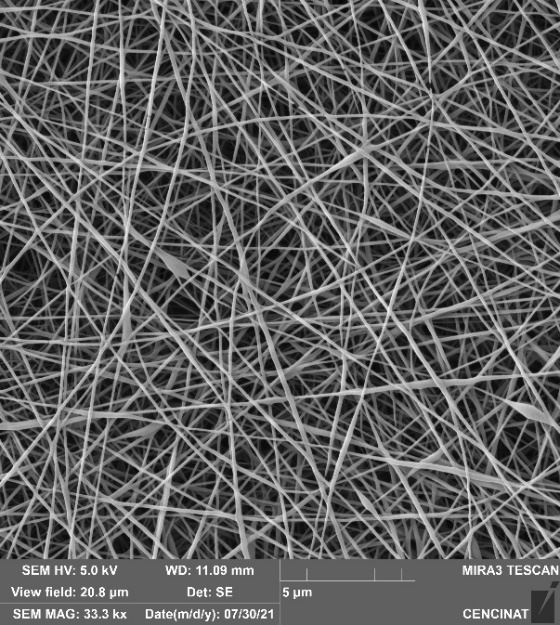 SEM HV: 5.0 kV WD: 11.09 mm MIRA3 TESCAN
View field: 20.8 µm Det: SE 5 µm
SEM MAG: 33.3 kx Date(m/d/y): 07/30/21 CENCINAT